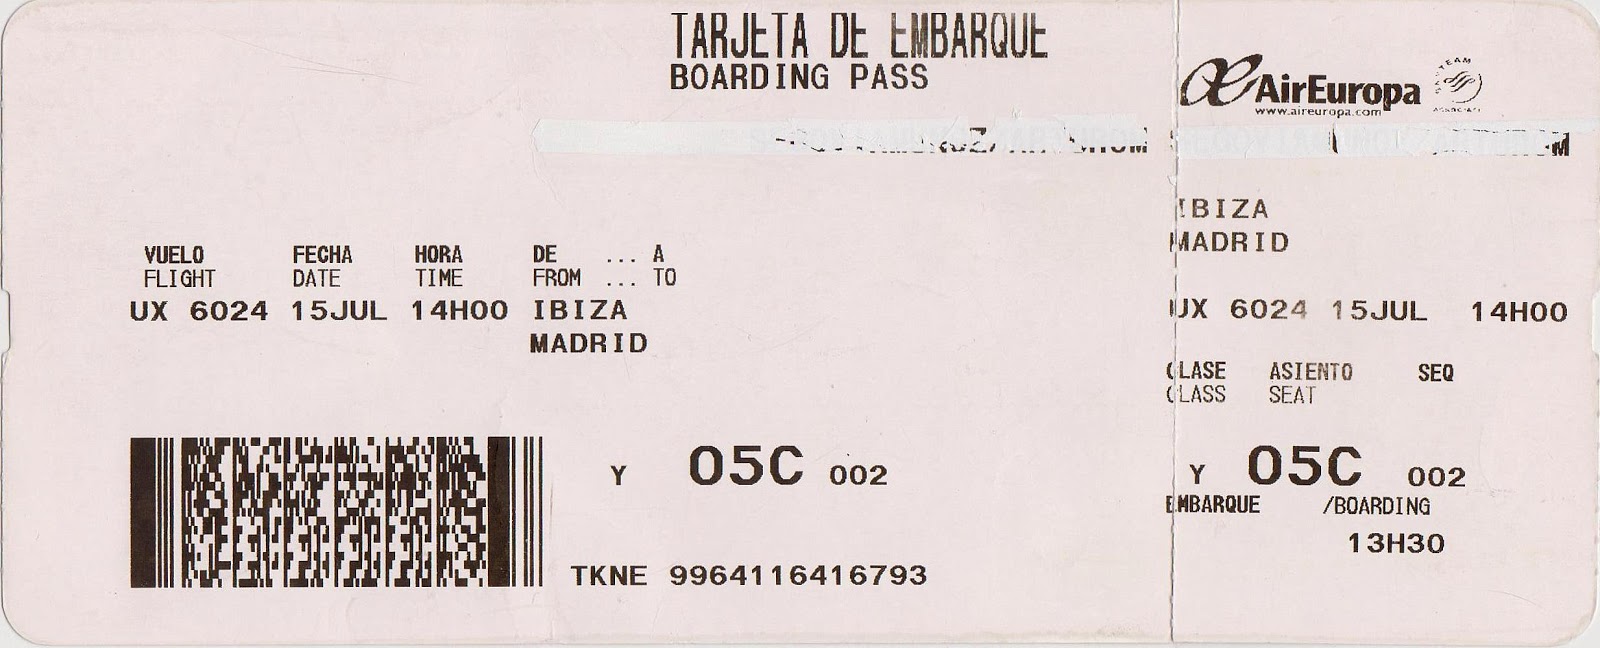 TARJETA DE EMBARQUE
BOARDING PASS
VUELO FECHA HORA DE ... A
FLIGHT DATE TIME FROM ... TO
UX 6024 15JUL 14H00 IBIZA
MADRID
Y 05C 002
TKNE 9964116416793
AirEuropa
www.aireuropa.com
IBIZA
MADRID
UX 6024 15JUL 14H00
CLASE ASIENTO SEQ
CLASS SEAT
Y 05C 002
EMBARQUE /BOARDING
13H30